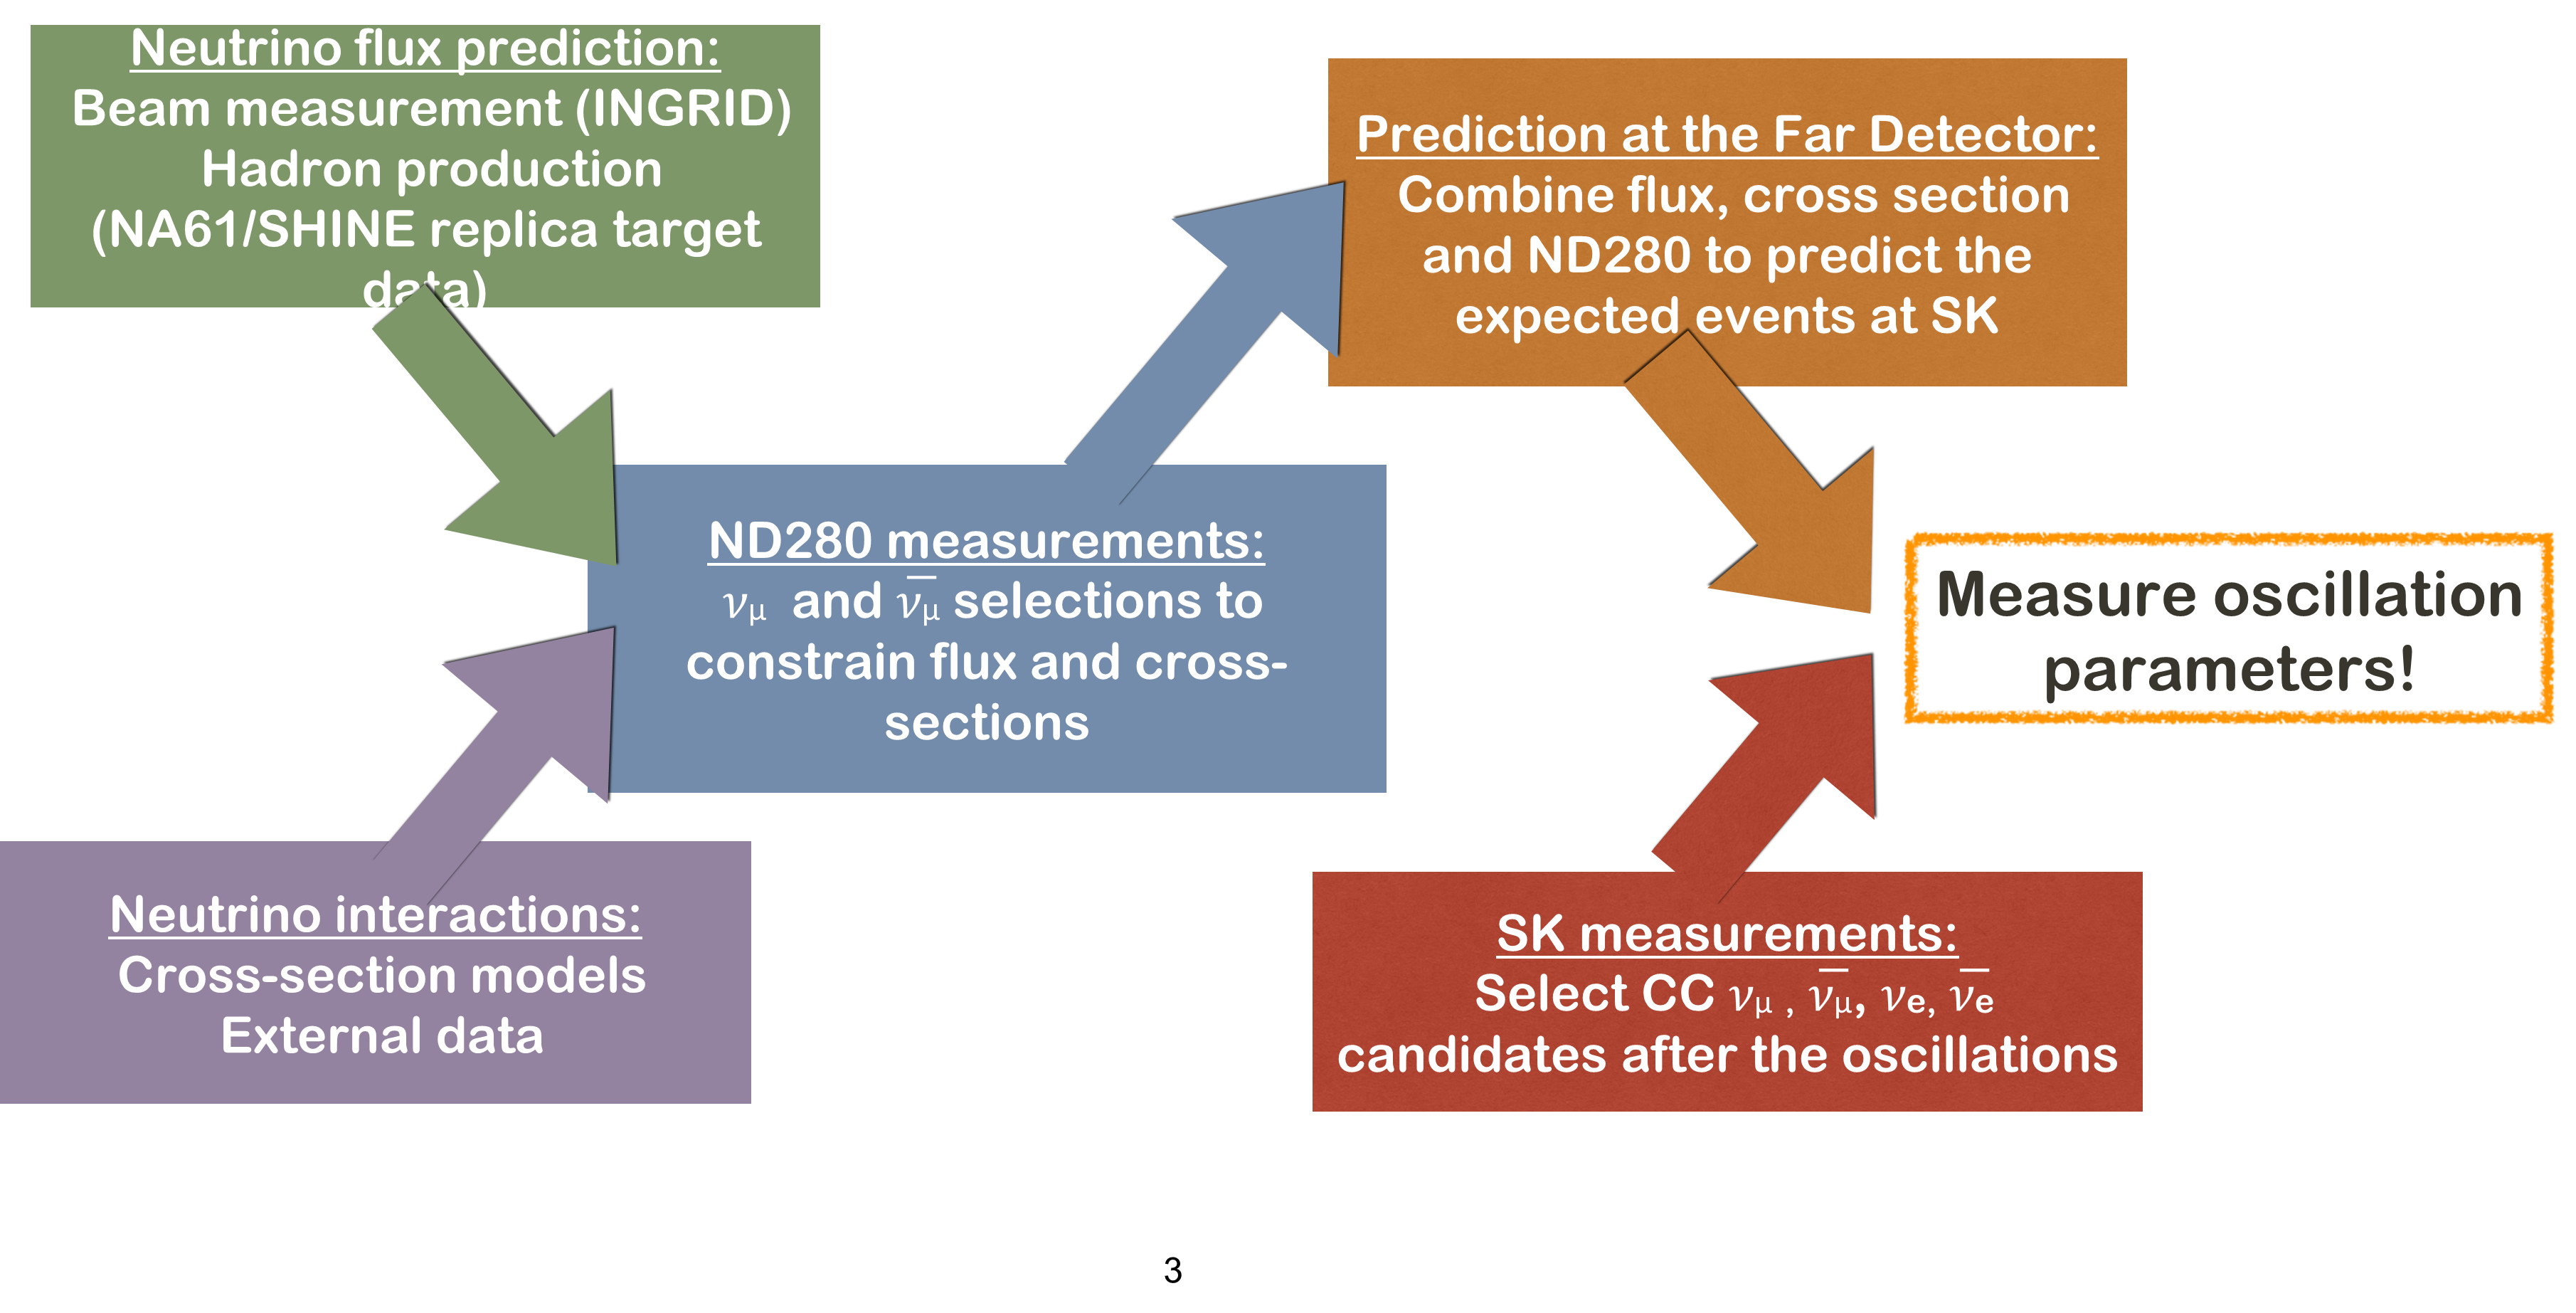 Neutrino flux prediction:
Beam measurement (INGRID)
Hadron production
(NA61/SHINE replica target
data)
Prediction at the Far Detector:
Combine flux, cross section
and ND280 to predict the
expected events at SK
ND280 measurements:
νμ and ν̅μ selections to
constrain flux and cross-
sections
Measure oscillation
parameters!
Neutrino interactions:
Cross-section models
External data
SK measurements:
Select CC νμ , ν̅μ, νe, ν̅e
candidates after the oscillations
3